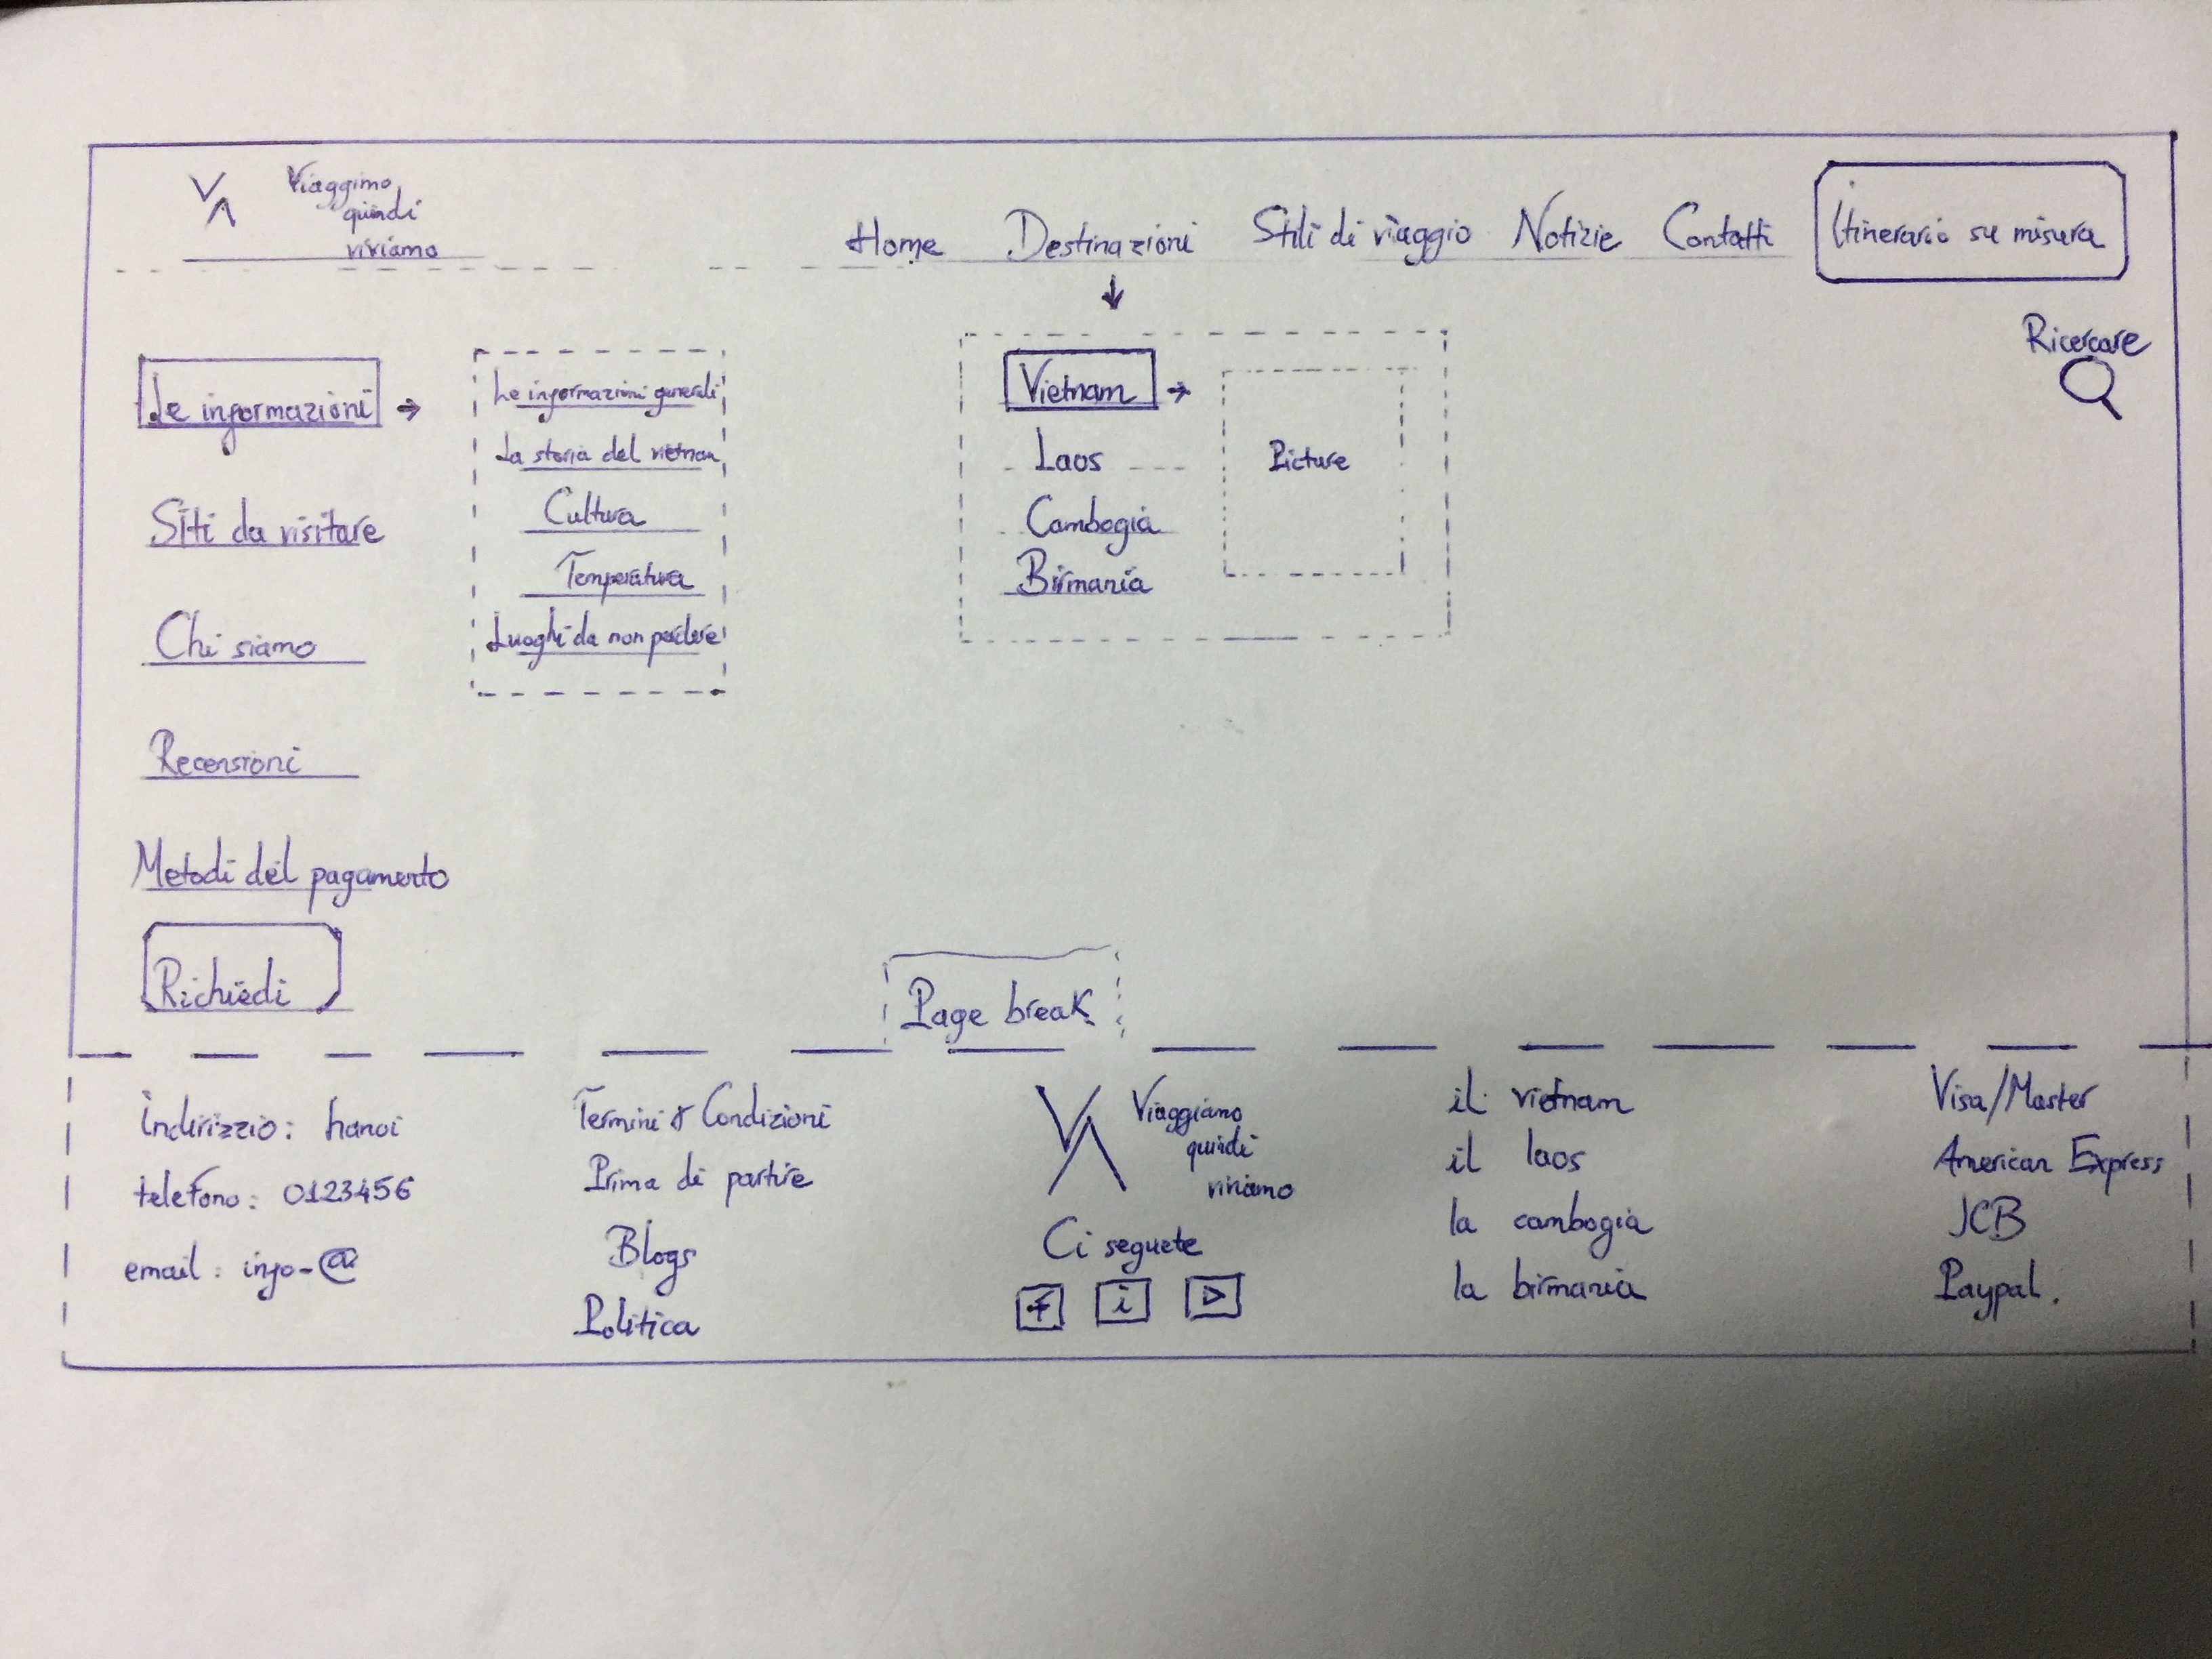 VA Viaggimo
quindi
viviamo
Home Destinazioni Stili di viaggio Notizie Contatti Itinerario su misura
Ricercare
Le informazioni
Siti da visitare
Chi siamo
Recensioni
Metodi del pagamento
Richiedi
Le informazioni generali
La storia del vietnam
Cultura
Temperatura
Luoghi da non perdere
Vietnam
Laos
Cambogia
Birmania
Picture
Page break
Indirizzio: hanoi
telefono: 0123456
email: info-@
Termini & Condizioni
Prima di partire
Blogs
Politica
VA Viaggiamo
quindi
viviamo
Ci seguete
f i
il vietnam
il laos
la cambogia
la birmania
Visa/Master
American Express
JCB
Paypal.